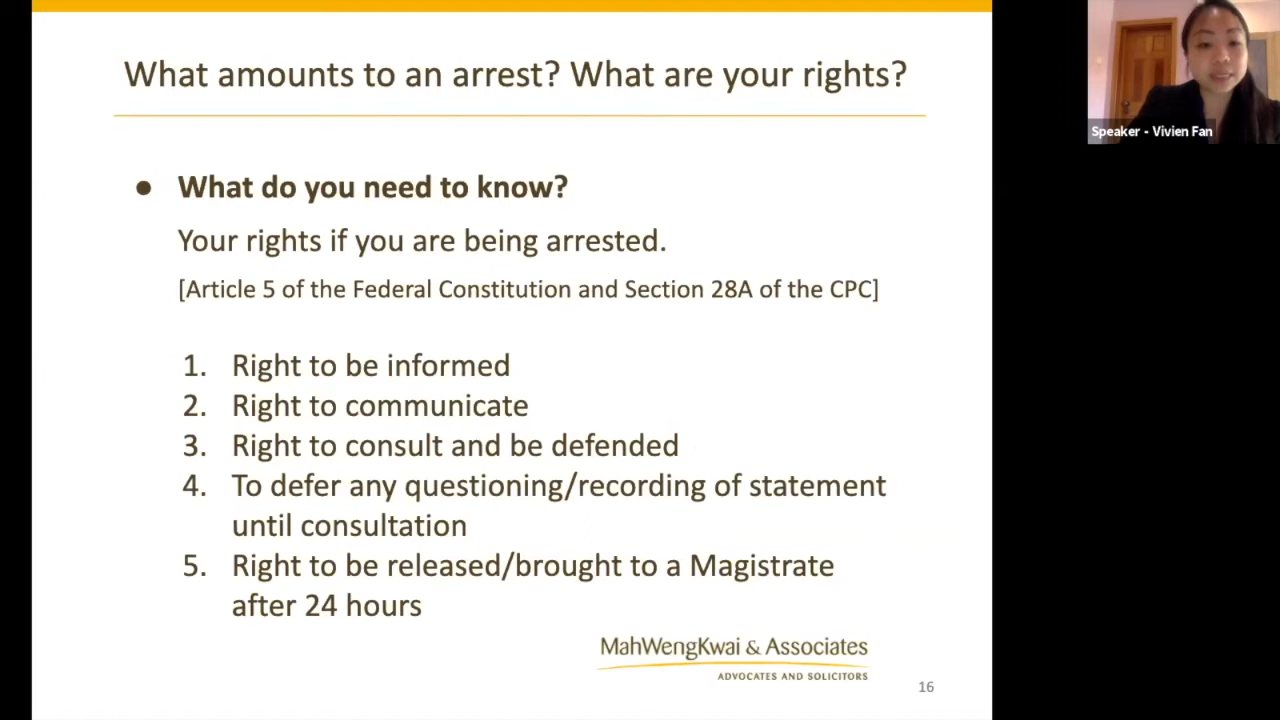 What amounts to an arrest? What are your rights?
Speaker - Vivien Fan
● What do you need to know?
Your rights if you are being arrested.
[Article 5 of the Federal Constitution and Section 28A of the CPC]
1. Right to be informed
2. Right to communicate
3. Right to consult and be defended
4. To defer any questioning/recording of statement
until consultation
5. Right to be released/brought to a Magistrate
after 24 hours
MahWengKwai & Associates
ADVOCATES AND SOLICITORS
16